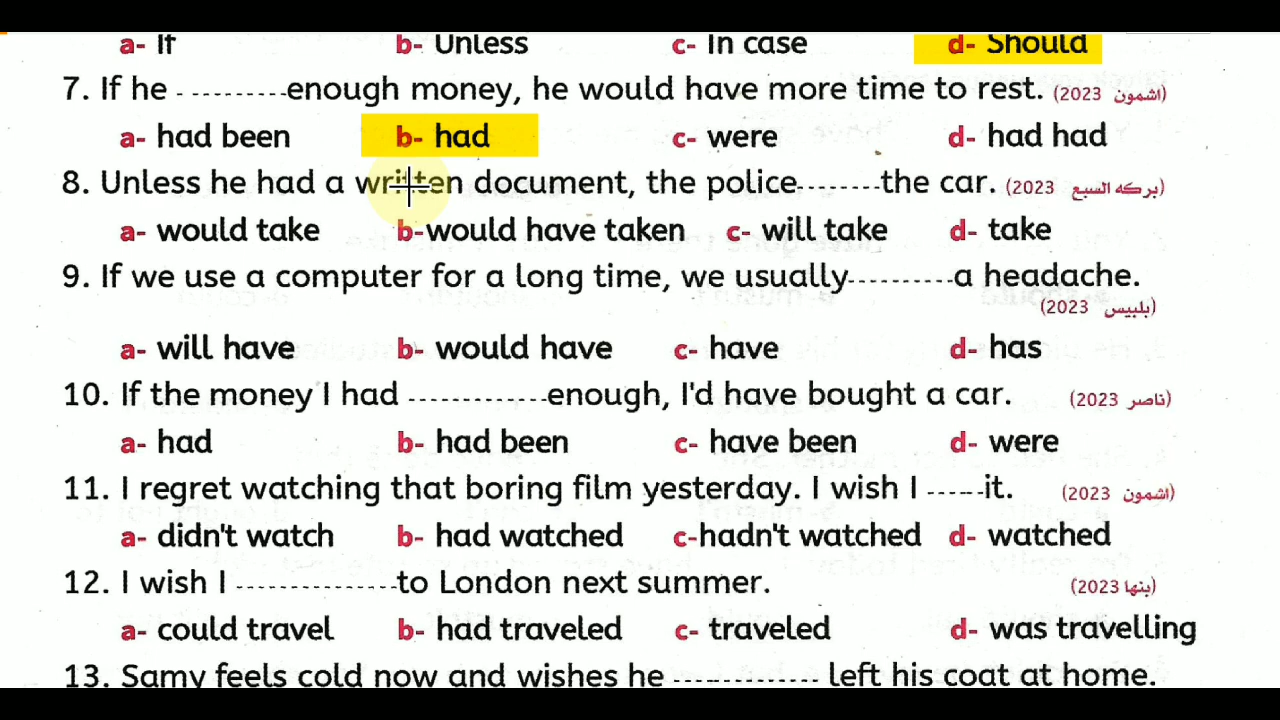 a- If b- Unless c- In case d- Should
7. If he - ----------enough money, he would have more time to rest. (اشمون 2023)
a- had been b- had c- were d- had had
8. Unless he had a written document, the police--------the car. (بركه السبع 2023)
a- would take b-would have taken c- will take d- take
9. If we use a computer for a long time, we usually----------a headache.
(بلبيس 2023)
a- will have b- would have c- have d- has
10. If the money I had -------------enough, I'd have bought a car. (ناصر 2023)
a- had b- had been c- have been d- were
11. I regret watching that boring film yesterday. I wish I ------it. (اشمون 2023)
a- didn't watch b- had watched c-hadn't watched d- watched
12. I wish I ---------------to London next summer. (بنها 2023)
a- could travel b- had traveled c- traveled d- was travelling
13. Samy feels cold now and wishes he -------------- left his coat at home.